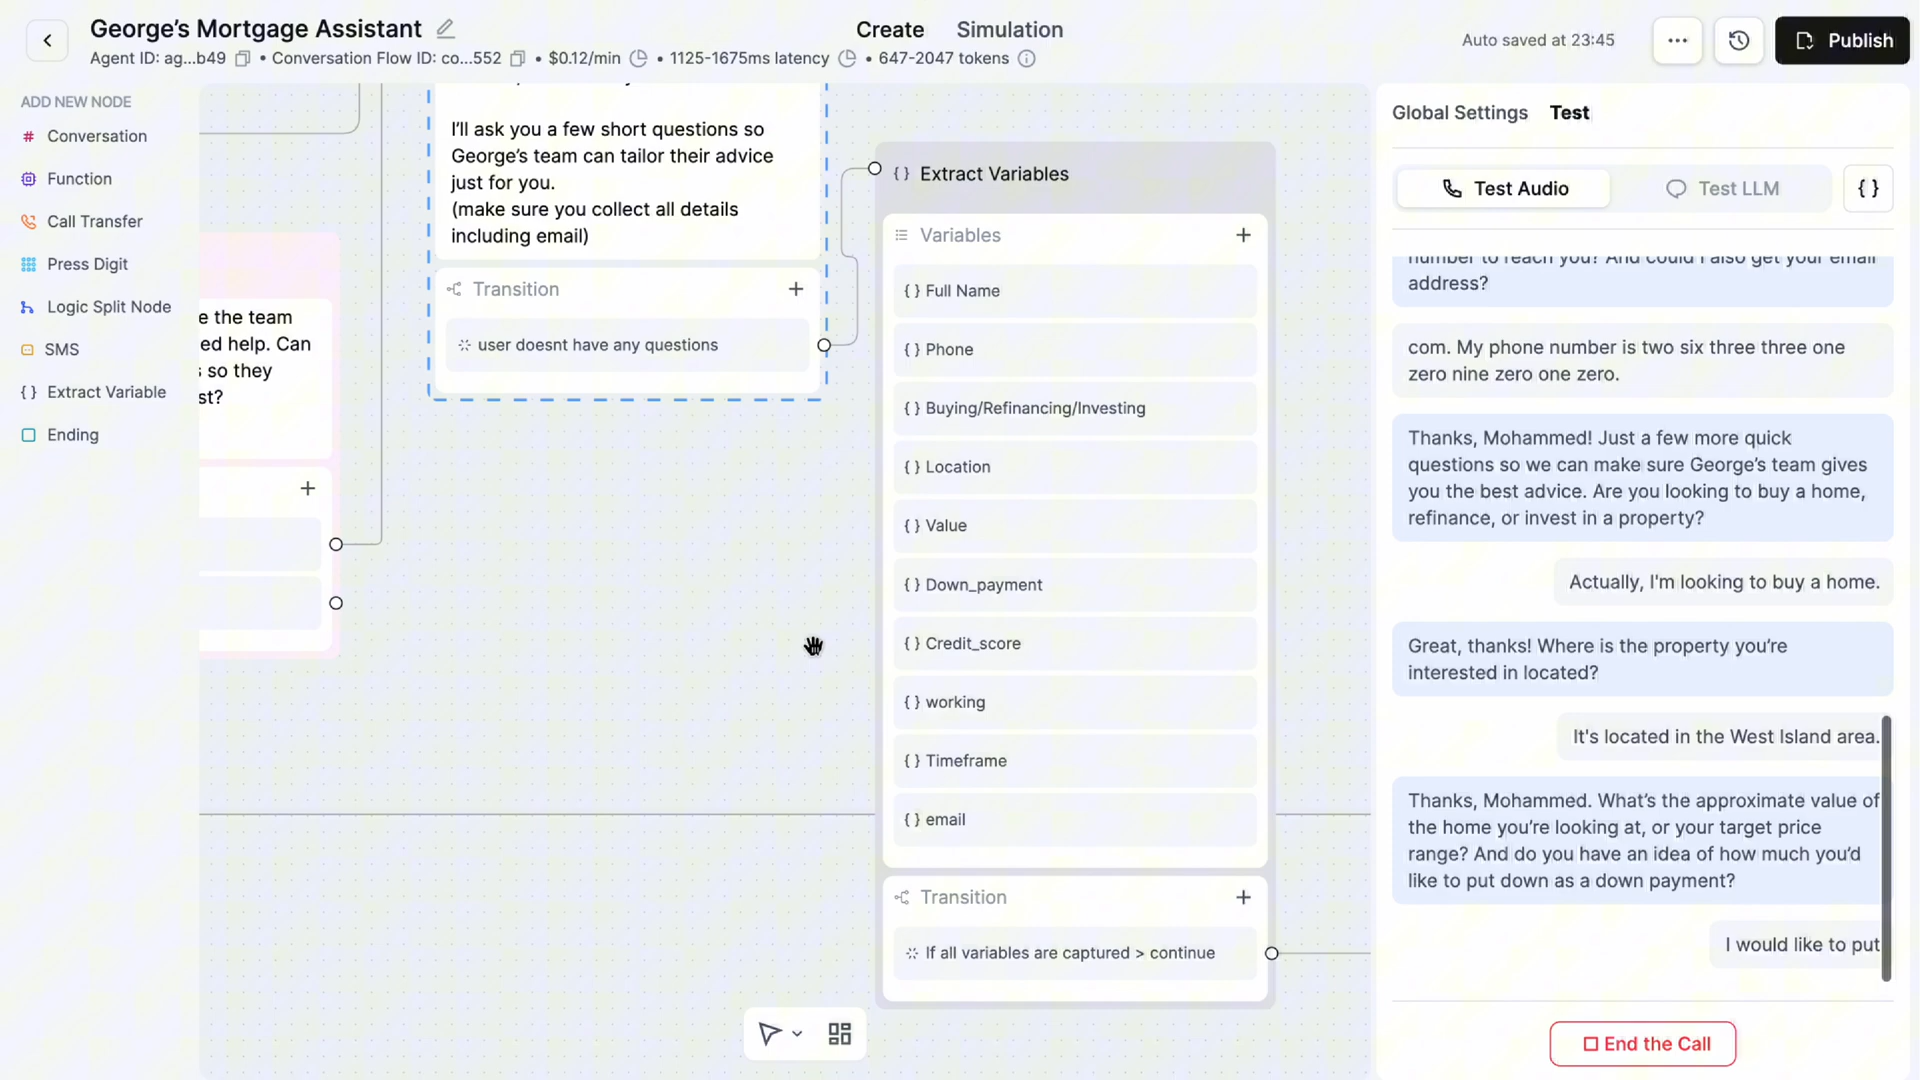 George's Mortgage Assistant
Agent ID: ag...b49 • Conversation Flow ID: co...552 • $0.12/min • 1125-1675ms latency • 647-2047 tokens
Create
Simulation
Auto saved at 23:45
Publish
ADD NEW NODE
Conversation
Function
Call Transfer
Press Digit
Logic Split Node
SMS
Extract Variable
Ending
e the team
ed help. Can
s so they
st?
I'll ask you a few short questions so
George's team can tailor their advice
just for you.
(make sure you collect all details
including email)
Transition
user doesnt have any questions
{ } Extract Variables
Variables
{ } Full Name
{ } Phone
{ } Buying/Refinancing/Investing
{ } Location
{ } Value
{ } Down_payment
{ } Credit_score
{ } working
{ } Timeframe
{ } email
Transition
If all variables are captured > continue
Global Settings
Test
Test Audio
Test LLM
{ }
number to reach you? And could I also get your email
address?
com. My phone number is two six three three one
zero nine zero one zero.
Thanks, Mohammed! Just a few more quick
questions so we can make sure George's team gives
you the best advice. Are you looking to buy a home,
refinance, or invest in a property?
Actually, I'm looking to buy a home.
Great, thanks! Where is the property you're
interested in located?
It's located in the West Island area.
Thanks, Mohammed. What's the approximate value of
the home you're looking at, or your target price
range? And do you have an idea of how much you'd
like to put down as a down payment?
I would like to put
End the Call